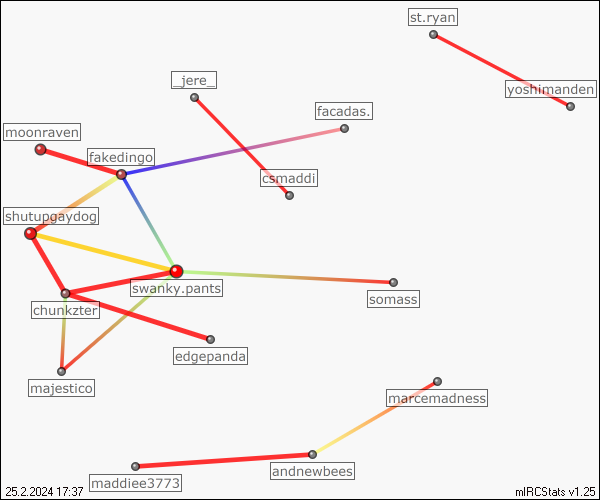 st.ryan
_jere_
yoshimanden
facadas.
moonraven
fakedingo
csmaddi
shutupgaydog
swanky.pants
somass
chunkzter
edgepanda
majestico
marcemadness
andnewbees
maddiee3773
25.2.2024 17:37
mIRCStats v1.25